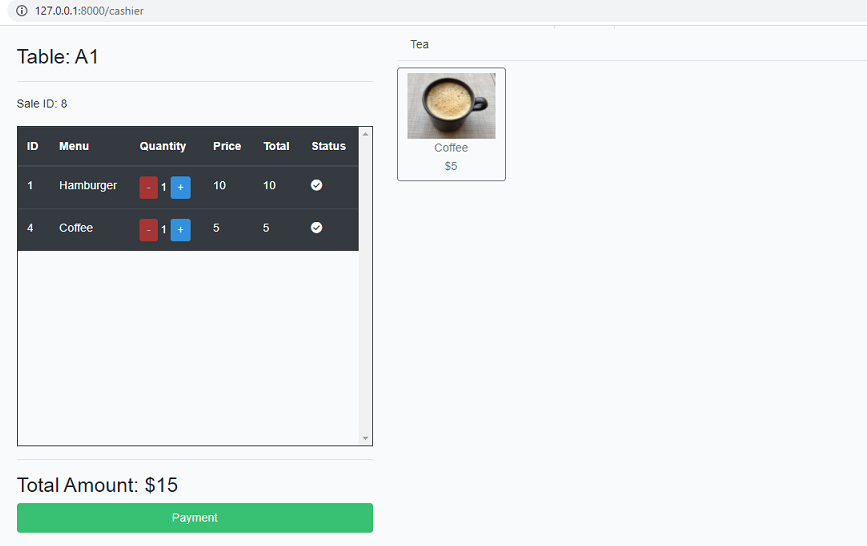 127.0.0.1:8000/cashier
Table: A1
Sale ID: 8
ID Menu Quantity Price Total Status
1 Hamburger - 1 + 10 10
4 Coffee - 1 + 5 5
Total Amount: $15
Payment
Tea
Coffee
$5